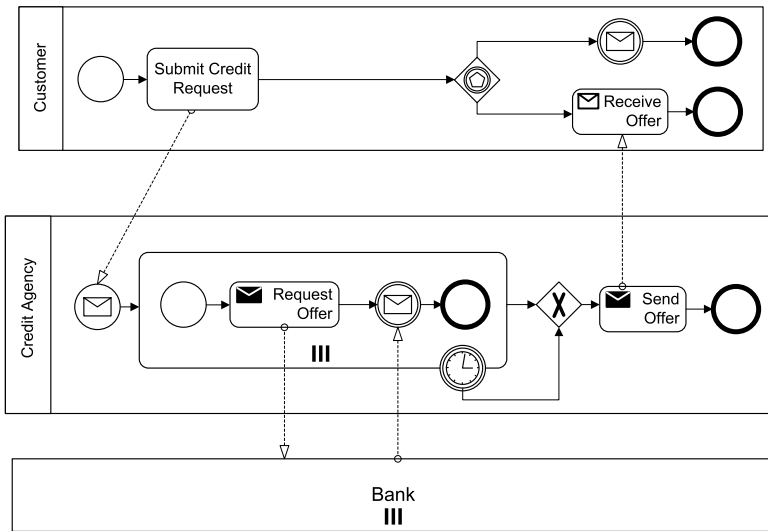 Customer
Submit Credit
Request
Receive
Offer
Credit Agency
Request
Offer
Send
Offer
Bank